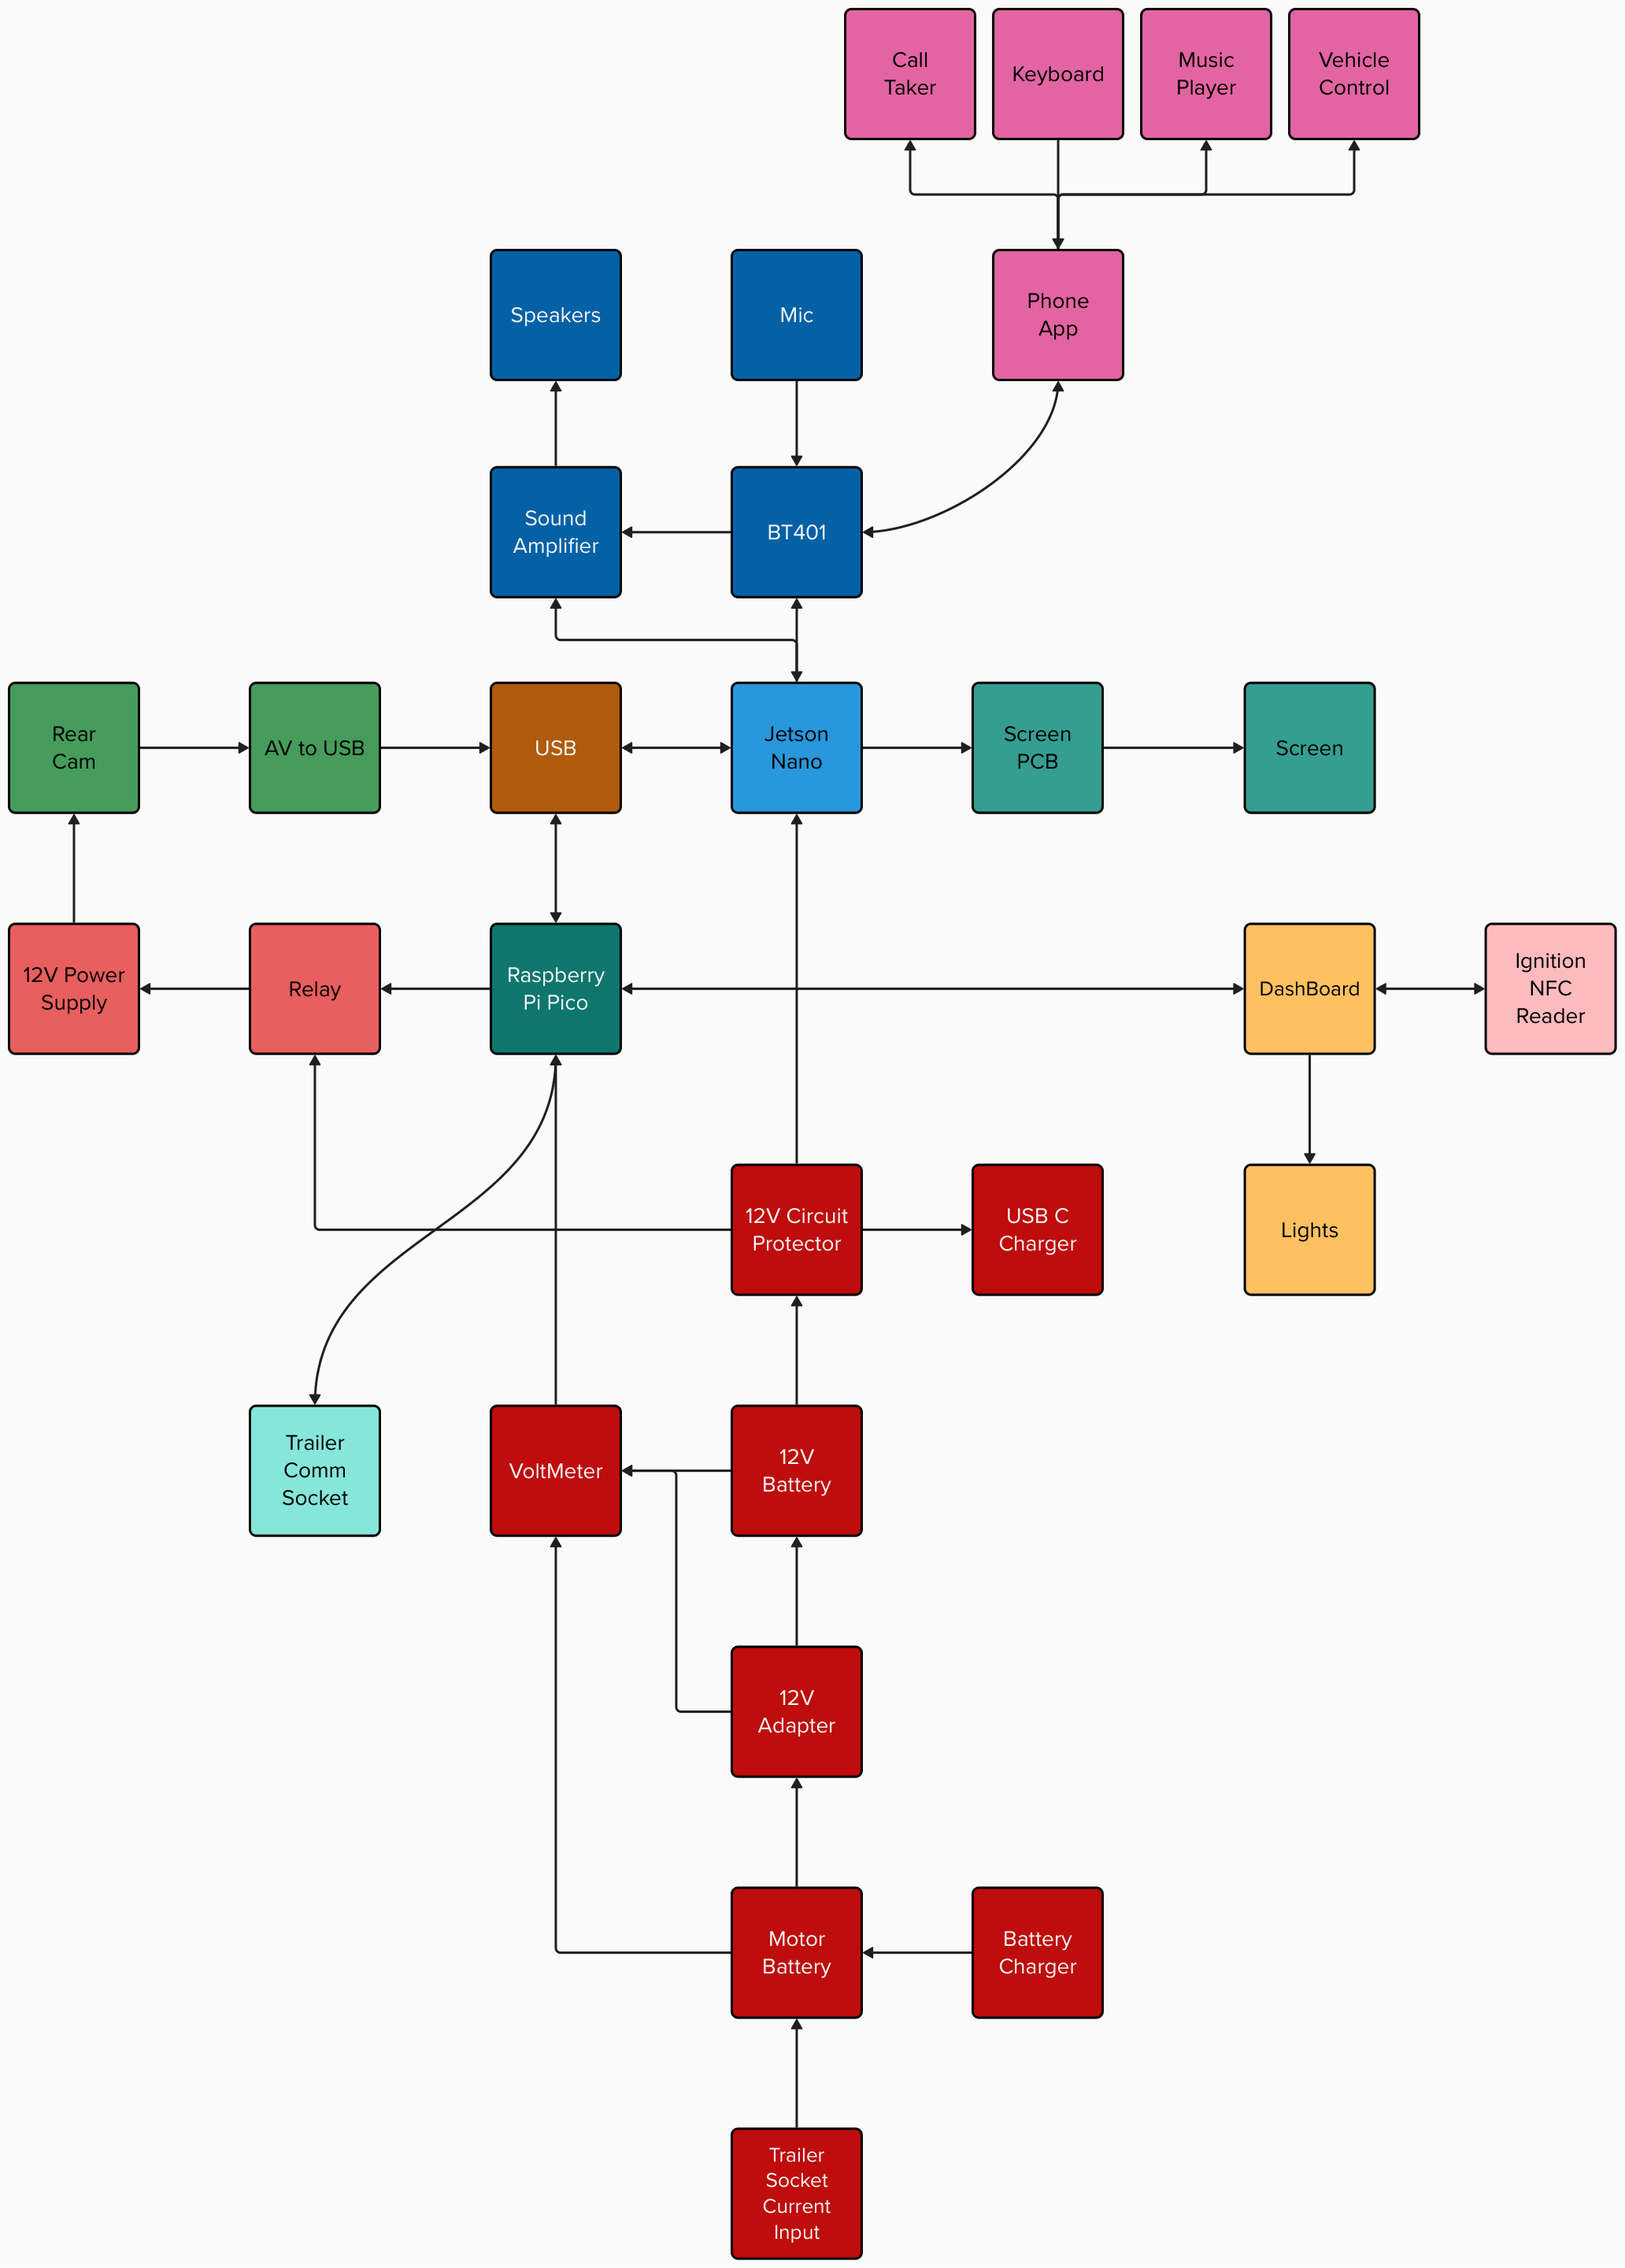 Call
Taker
Keyboard
Music
Player
Vehicle
Control
Speakers
Mic
Phone
App
Sound
Amplifier
BT401
Rear
Cam
AV to USB
USB
Jetson
Nano
Screen
PCB
Screen
12V Power
Supply
Relay
Raspberry
Pi Pico
DashBoard
Ignition
NFC
Reader
12V Circuit
Protector
USB C
Charger
Lights
Trailer
Comm
Socket
VoltMeter
12V
Battery
12V
Adapter
Motor
Battery
Battery
Charger
Trailer
Socket
Current
Input